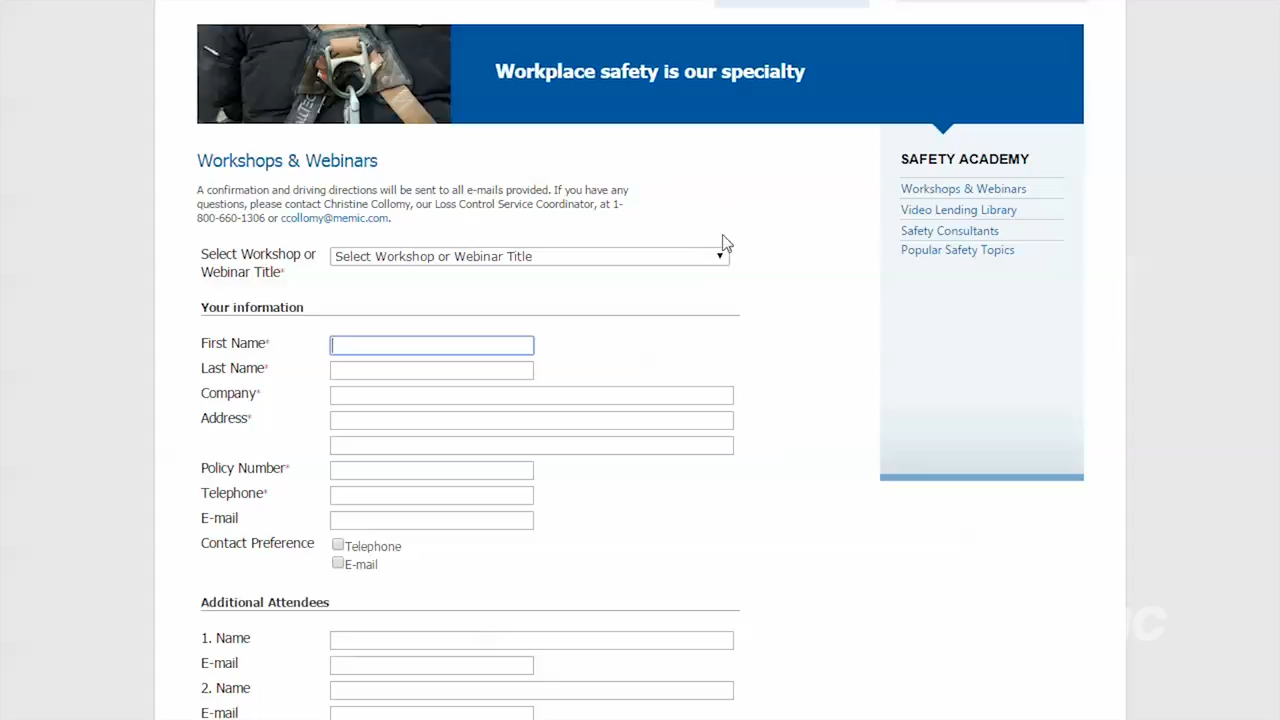 Workplace safety is our specialty
Workshops & Webinars
A confirmation and driving directions will be sent to all e-mails provided. If you have any
questions, please contact Christine Collomy, our Loss Control Service Coordinator, at 1-
800-660-1306 or ccollomy@memic.com.
Select Workshop or
Webinar Title*
Select Workshop or Webinar Title
Your information
First Name*
Last Name*
Company*
Address*
Policy Number*
Telephone*
E-mail
Contact Preference
Telephone
E-mail
Additional Attendees
1. Name
E-mail
2. Name
E-mail
SAFETY ACADEMY
Workshops & Webinars
Video Lending Library
Safety Consultants
Popular Safety Topics